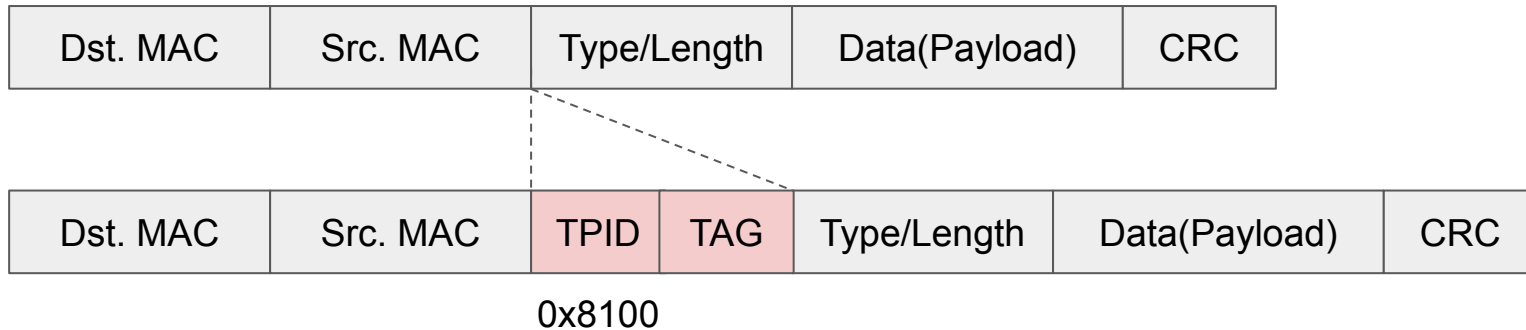 Dst. MAC Src. MAC Type/Length Data(Payload) CRC
Dst. MAC Src. MAC TPID TAG Type/Length Data(Payload) CRC
0x8100